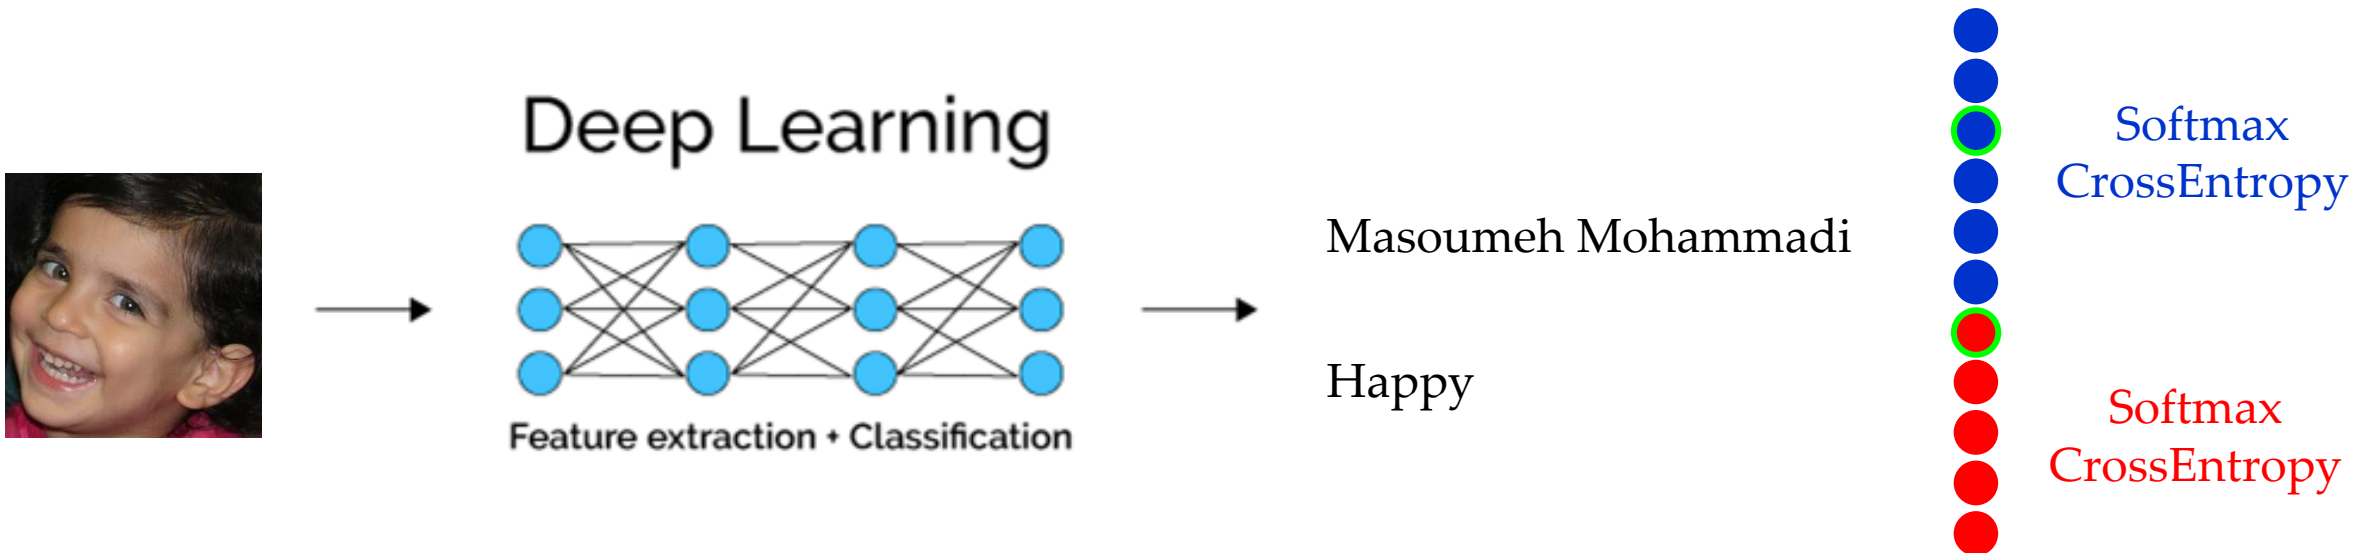 Deep Learning
Feature extraction + Classification
Masoumeh Mohammadi
Happy
Softmax
CrossEntropy
Softmax
CrossEntropy